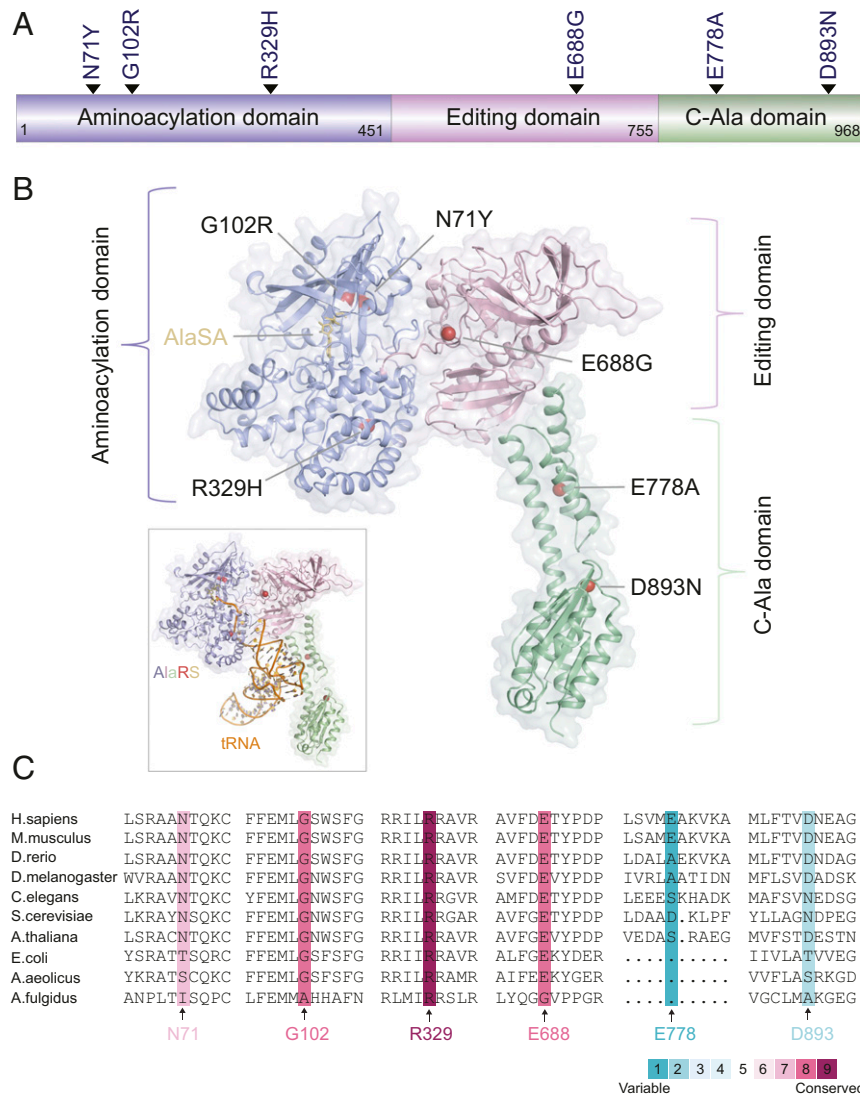 A
N71Y
G102R
R329H
E688G
E778A
D893N
1 Aminoacylation domain 451
Editing domain 755
C-Ala domain 968
B
Aminoacylation domain
G102R
N71Y
AlaSA
E688G
R329H
E778A
D893N
Editing domain
C-Ala domain
AlaRS
tRNA
C
H.sapiens LSRAANTQKC FFEMLGSWSFG RRILRRAVR AVFDETYPDP LSVMEAKVKA MLFTVDNEAG
M.musculus LSRAANTQKC FFEMLGSWSFG RRILRRAVR AVFDETYPDP LSAMEAKVKA MLFTVDNEAG
D.rerio LSRAANTQKC FFEMLGNWSFG RRILRRAVR AVFDETYPDP LDALAEKVKA MLFTVDNDAG
D.melanogaster WVRAANTQKC FFEMLGNWSFG RRILRRAVR SVFDEVYPDP IVRLAATIDN MFLSVDADSK
C.elegans LKRAVNTQKC YFEMLGNWSFG RRILRRGVR AMFDETYPDP LEEESKHADK MAFSVNEDSG
S.cerevisiae LSRAYNSQKC FFEMLGNWSFG RRILRRGAR AVFGETYPDP LDAAD.KLPF YLLAGNDPEG
A.thaliana LSRACNTQKC FFEMLGNWSFG RRIIRRAVR AVFGEVYPDP VEDAS.RAEG MVFSTDESTN
E.coli YSRATTSQRC FFEMLGNWSFG RRILRRAVR ALFGEKYDER .......... IIVLATVVEG
A.aeolicus YKRATSCQKC FFEMLGNWSFG RRILRRAMR AIFEEKYGER .......... VVFLASRKGD
A.fulgidus ANPLTISQPC LFEMMAHHAFN RLMIRRSLR LYQGGVPPGR .......... VGCLMAKGEG
N71 G102 R329 E688 E778 D893
1 2 3 4 5 6 7 8 9
Variable Conserved